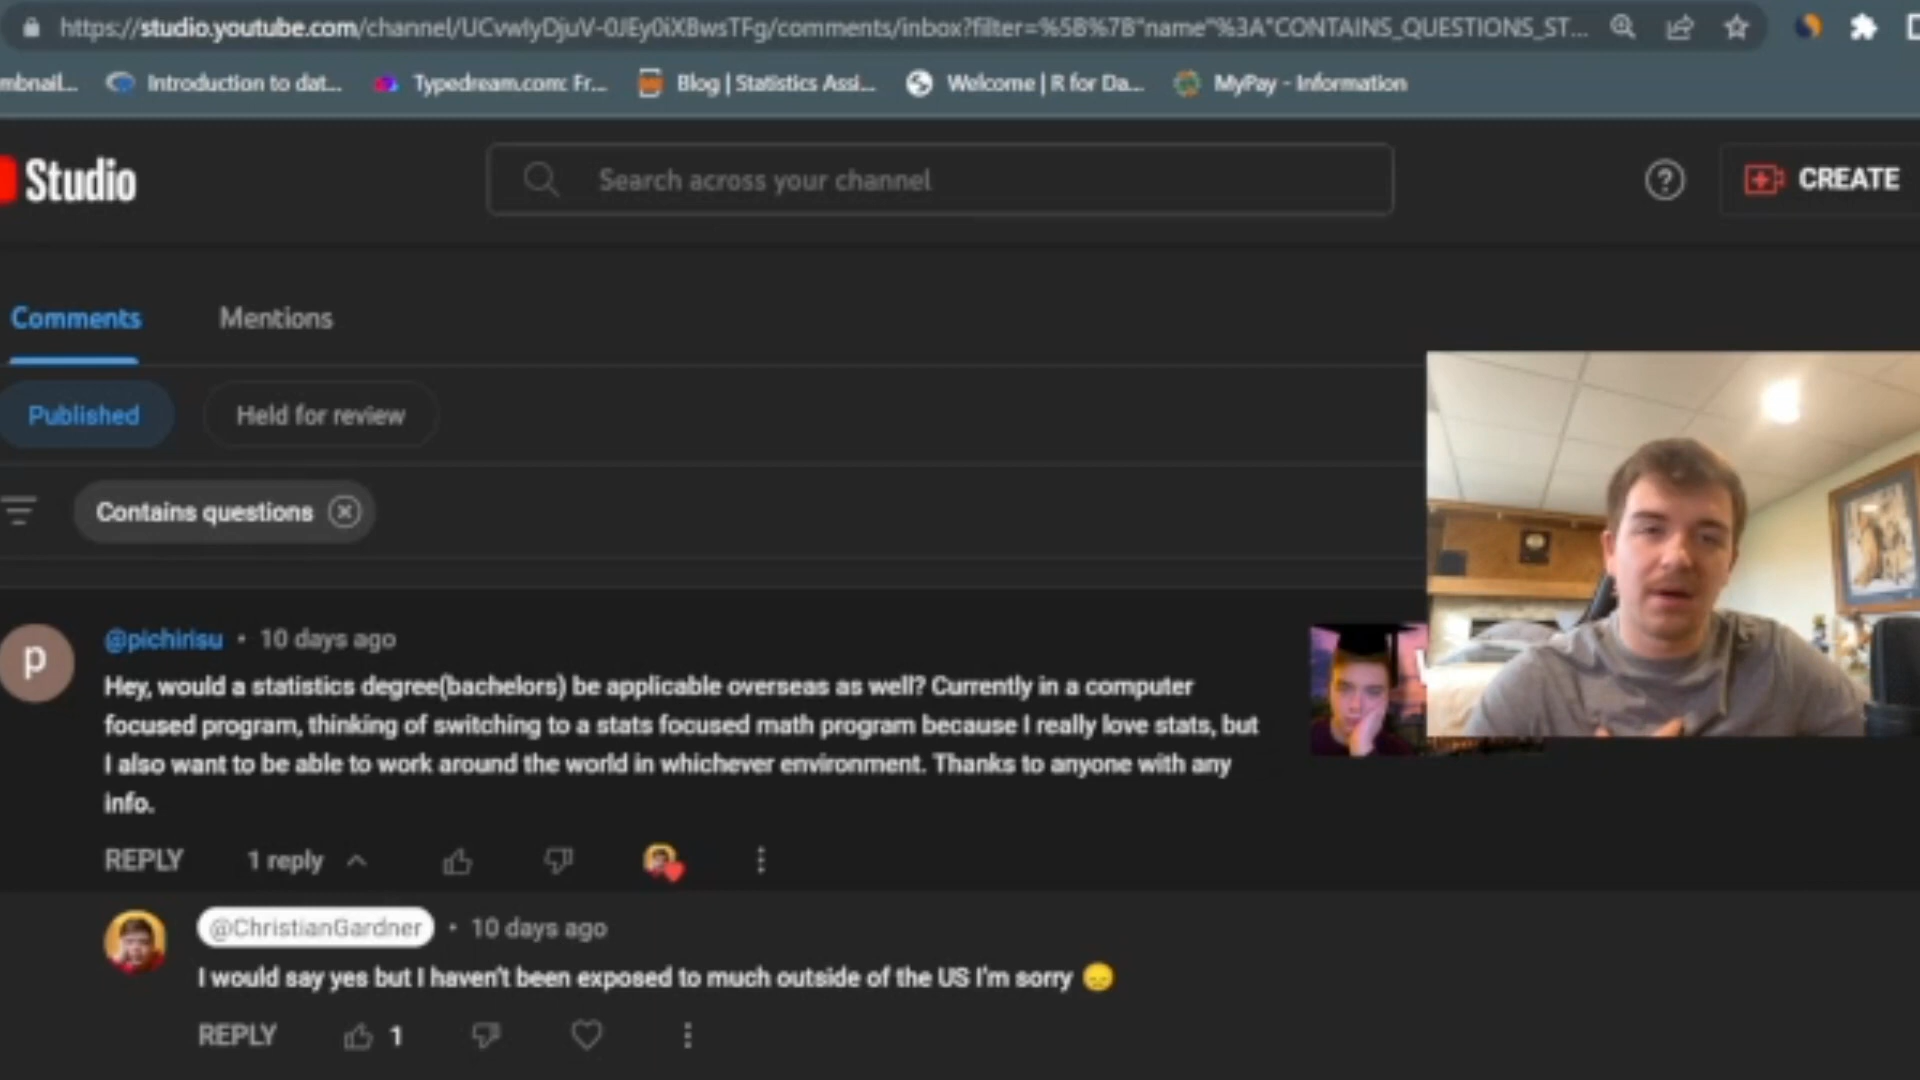 https://studio.youtube.com/channel/UCvwIyDjuV-0JEy0iXBwsTFg/comments/inbox?filter=%5B%7B"name"%3A"CONTAINS_QUESTIONS_ST...
mbnail... Introduction to dat... Typedream.com: Fr... Blog | Statistics Assi... Welcome | R for Da... MyPay - Information
Studio
Search across your channel
CREATE
Comments Mentions
Published Held for review
Contains questions
P
@pichirisu • 10 days ago
Hey, would a statistics degree(bachelors) be applicable overseas as well? Currently in a computer
focused program, thinking of switching to a stats focused math program because I really love stats, but
I also want to be able to work around the world in whichever environment. Thanks to anyone with any
info.
REPLY 1 reply
@ChristianGardner • 10 days ago
I would say yes but I haven't been exposed to much outside of the US I'm sorry 😞
REPLY 1